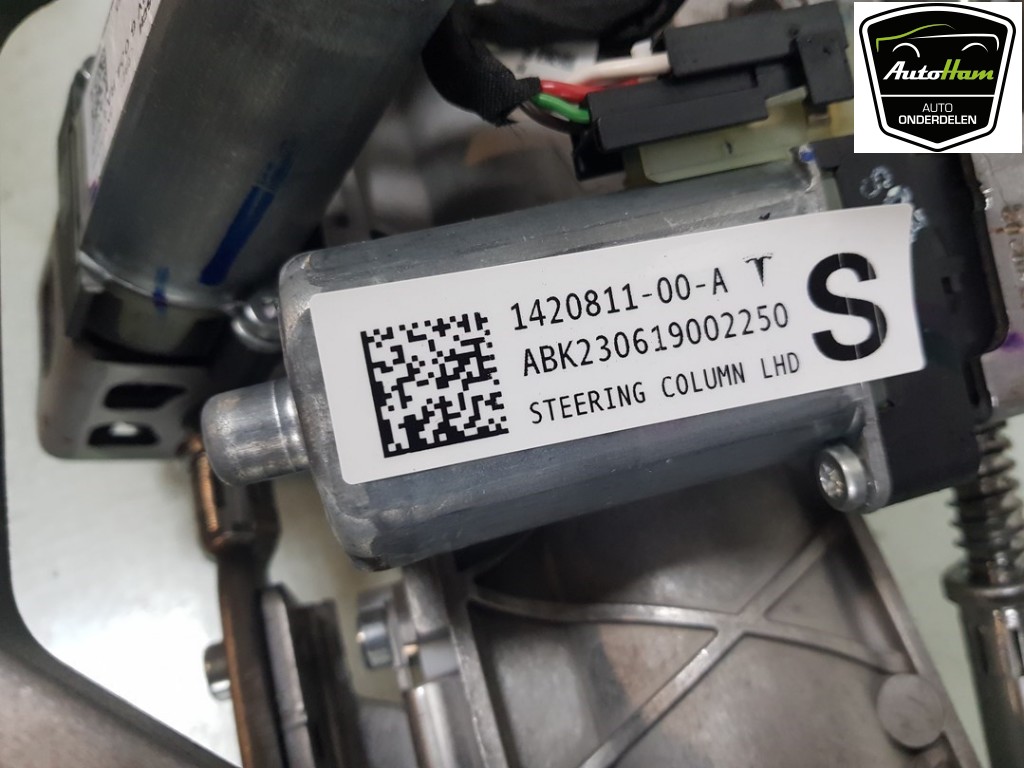 AutoHam
AUTO
ONDERDELEN
1420811-00-A
ABK230619002250
STEERING COLUMN LHD
S